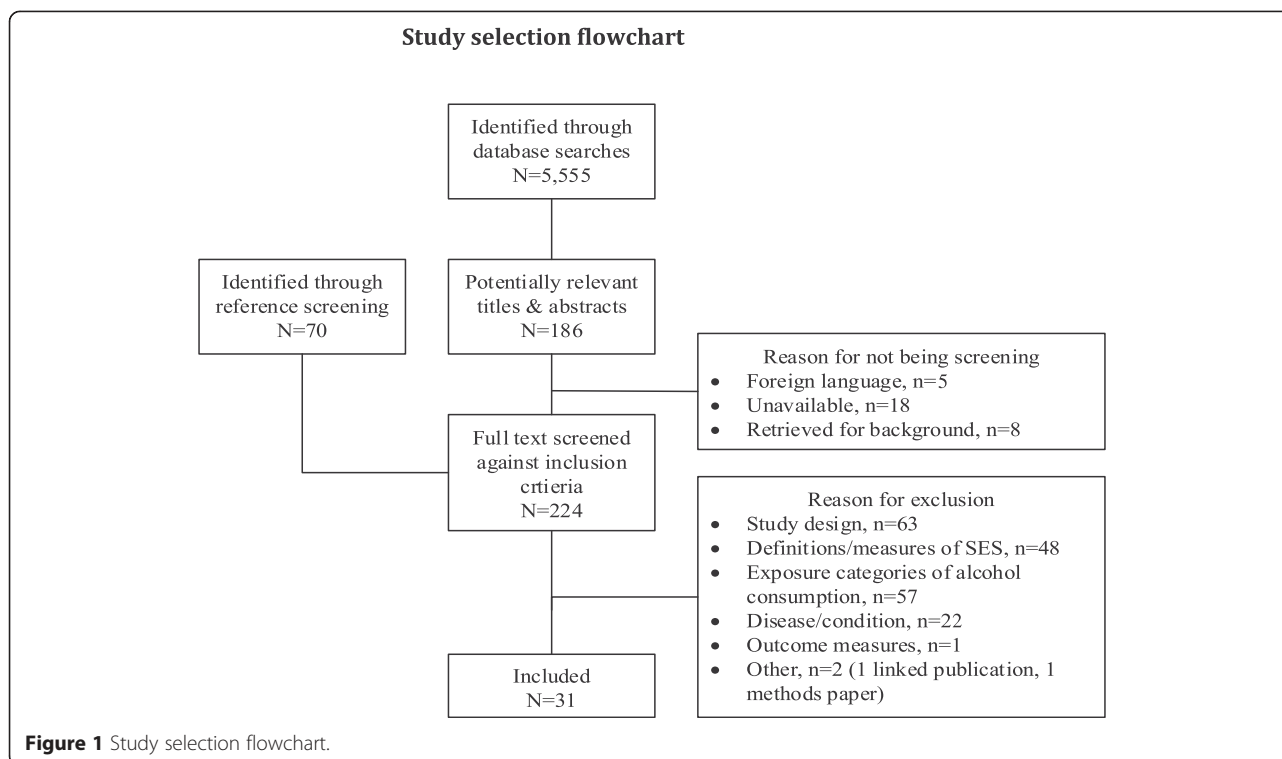 Study selection flowchart
Identified through
database searches
N=5,555
Identified through
reference screening
N=70
Potentially relevant
titles & abstracts
N=186
Reason for not being screening
• Foreign language, n=5
• Unavailable, n=18
• Retrieved for background, n=8
Full text screened
against inclusion
crtieria
N=224
Reason for exclusion
• Study design, n=63
• Definitions/measures of SES, n=48
• Exposure categories of alcohol
consumption, n=57
• Disease/condition, n=22
• Outcome measures, n=1
• Other, n=2 (1 linked publication, 1
methods paper)
Included
N=31
Figure 1 Study selection flowchart.